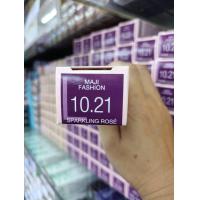 MAJI
FASHION
10.21
SPARKLING ROSÉ